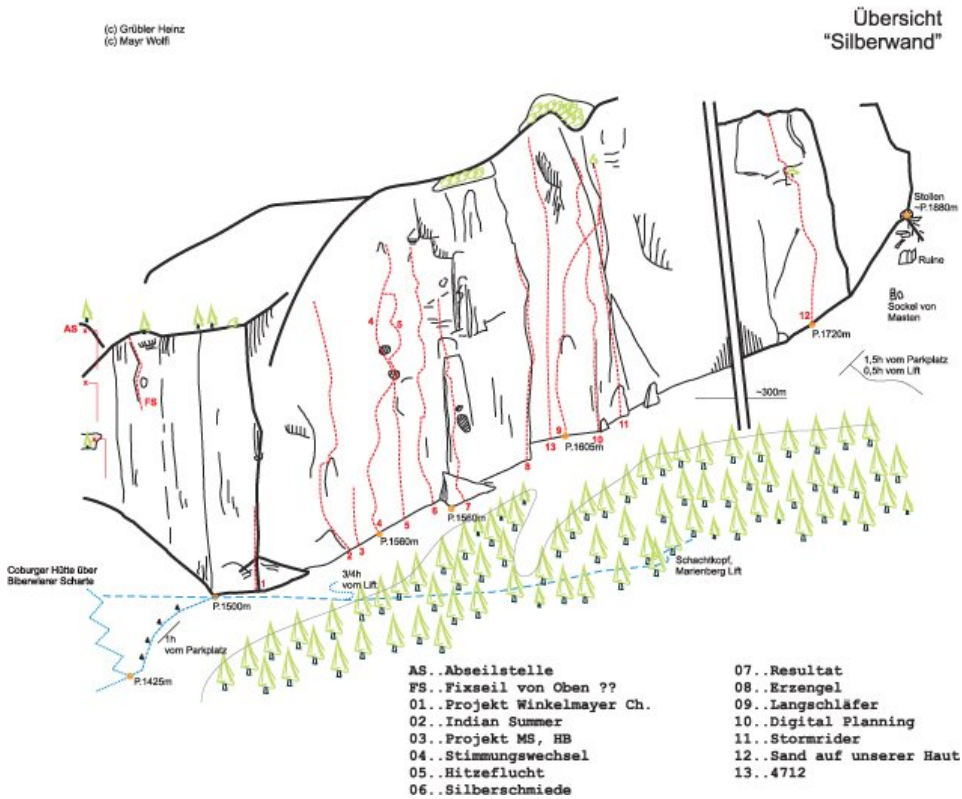 (c) Grübler Heinz
(c) Mayr Wolfi
Übersicht
"Silberwand"
Stollen
~P.1880m
Ruine
Sockel von
Masten
AS
x
x
FS
4
5
12
P.1720m
1,5h vom Parkplatz
0,5h vom Lift
~300m
9
13
P.1605m
10
11
8
6
7
P.1560m
4
5
P.1560m
2
3
1
3/4h
vom Lift
Schachtkopf,
Marienberg Lift
Coburger Hütte über
Biberwierer Scharte
P.1500m
1h
vom Parkplatz
P.1425m
AS..Abseilstelle
FS..Fixseil von Oben ??
01..Projekt Winkelmayer Ch.
02..Indian Summer
03..Projekt MS, HB
04..Stimmungswechsel
05..Hitzeflucht
06..Silberschmiede
07..Resultat
08..Erzengel
09..Langschläfer
10..Digital Planning
11..Stormrider
12..Sand auf unserer Haut
13..4712